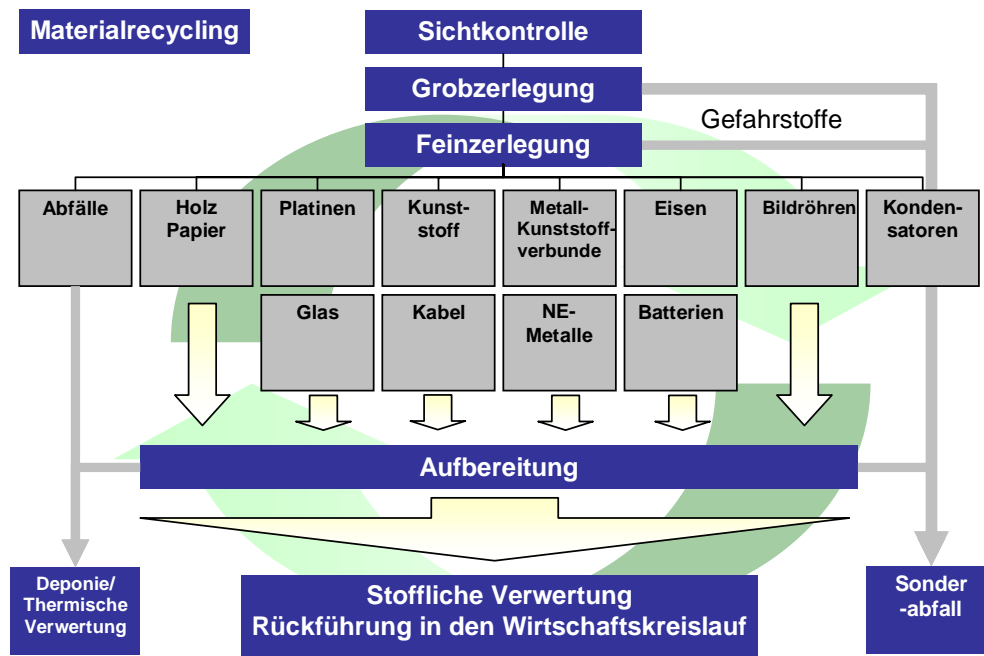 Materialrecycling
Sichtkontrolle
Grobzerlegung
Gefahrstoffe
Feinzerlegung
Abfälle
Holz
Papier
Platinen
Kunst-
stoff
Metall-
Kunststoff-
verbunde
Eisen
Bildröhren
Konden-
satoren
Glas
Kabel
NE-
Metalle
Batterien
Aufbereitung
Deponie/
Thermische
Verwertung
Stoffliche Verwertung
Rückführung in den Wirtschaftskreislauf
Sonder
-abfall